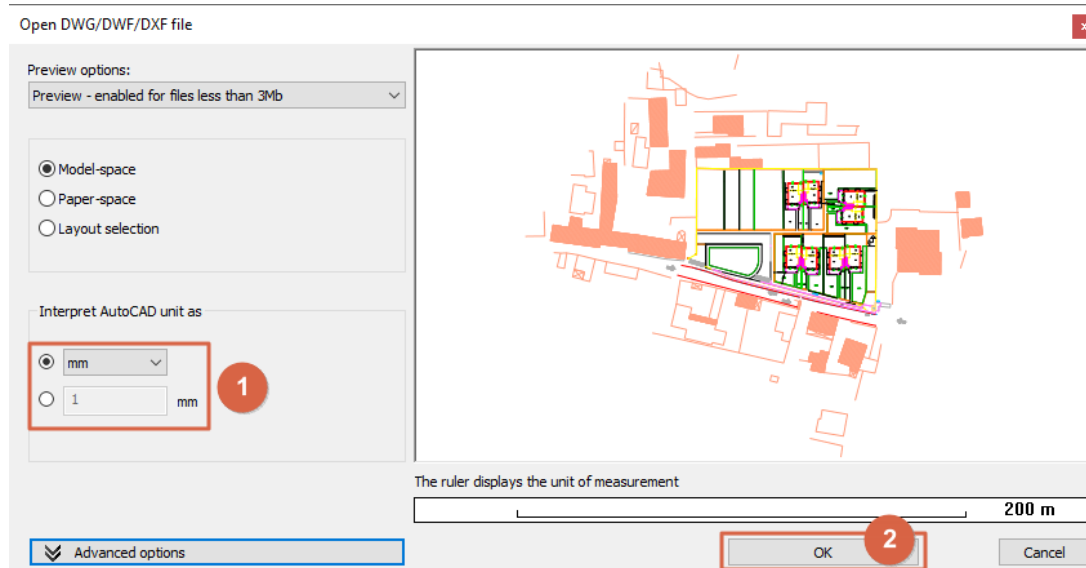 Open DWG/DWF/DXF file
x
Preview options:
Preview - enabled for files less than 3Mb
Model-space
Paper-space
Layout selection
Interpret AutoCAD unit as
mm
1
mm
1
The ruler displays the unit of measurement
200 m
Advanced options
OK
2
Cancel